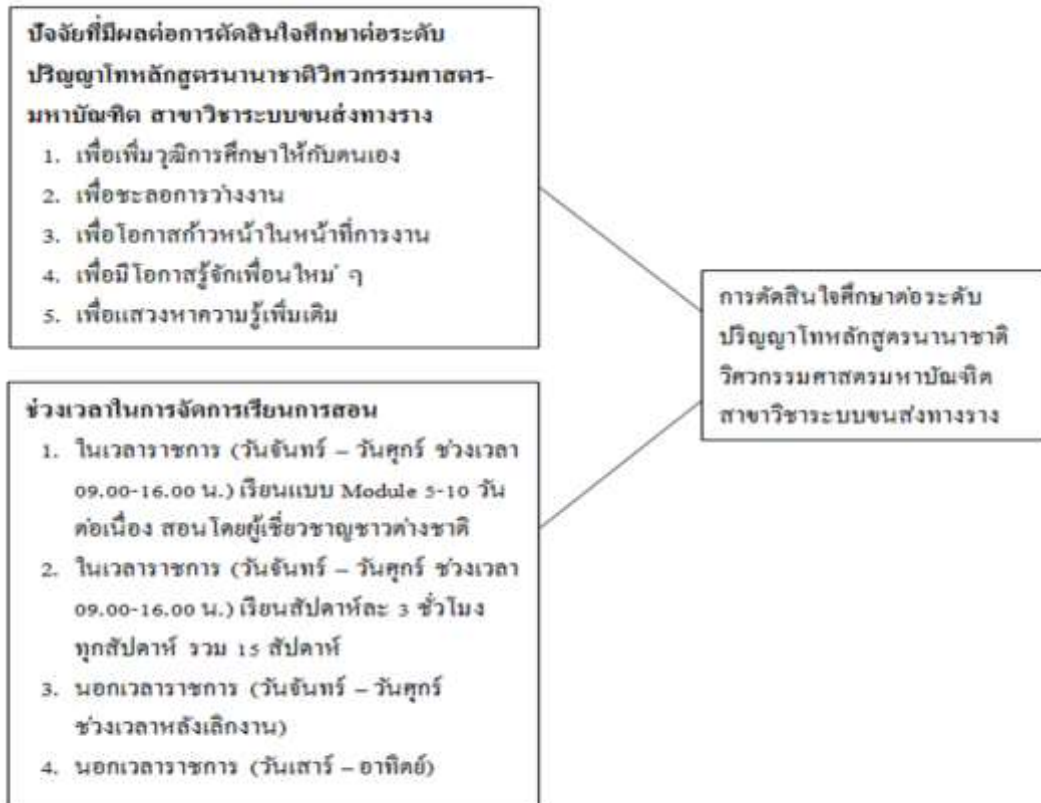 ปัจจัยที่มีผลต่อการตัดสินใจศึกษาต่อระดับ
ปริญญาโทหลักสูตรนานาชาติวิศวกรรมศาสตร-
มหาบัณฑิต สาขาวิชาระบบขนส่งทางราง
1. เพื่อเพิ่มวุฒิการศึกษาให้กับตนเอง
2. เพื่อชะลอการว่างงาน
3. เพื่อโอกาสก้าวหน้าในหน้าที่การงาน
4. เพื่อมีโอกาสรู้จักเพื่อนใหม่ ๆ
5. เพื่อแสวงหาความรู้เพิ่มเติม
ช่วงเวลาในการจัดการเรียนการสอน
1. ในเวลาราชการ (วันจันทร์ – วันศุกร์ ช่วงเวลา
09.00-16.00 น.) เรียนแบบ Module 5-10 วัน
ต่อเนื่อง สอนโดยผู้เชี่ยวชาญชาวต่างชาติ
2. ในเวลาราชการ (วันจันทร์ – วันศุกร์ ช่วงเวลา
09.00-16.00 น.) เรียนสัปดาห์ละ 3 ชั่วโมง
ทุกสัปดาห์ รวม 15 สัปดาห์
3. นอกเวลาราชการ (วันจันทร์ – วันศุกร์
ช่วงเวลาหลังเลิกงาน)
4. นอกเวลาราชการ (วันเสาร์ – อาทิตย์)
การตัดสินใจศึกษาต่อระดับ
ปริญญาโทหลักสูตรนานาชาติ
วิศวกรรมศาสตรมหาบัณฑิต
สาขาวิชาระบบขนส่งทางราง